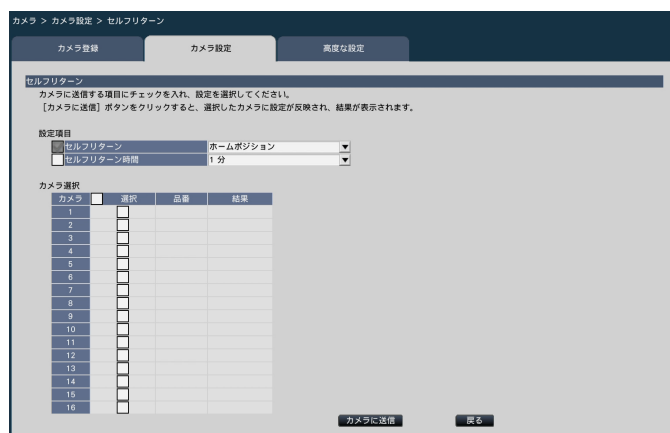 カメラ > カメラ設定 > セルフリターン
カメラ登録 カメラ設定 高度な設定
セルフリターン
カメラに送信する項目にチェックを入れ、設定を選択してください。
[カメラに送信] ボタンをクリックすると、選択したカメラに設定が反映され、結果が表示されます。
設定項目
セルフリターン ホームポジション
セルフリターン時間 1 分
カメラ選択
カメラ 選択 品番 結果
1
2
3
4
5
6
7
8
9
10
11
12
13
14
15
16
カメラに送信 戻る